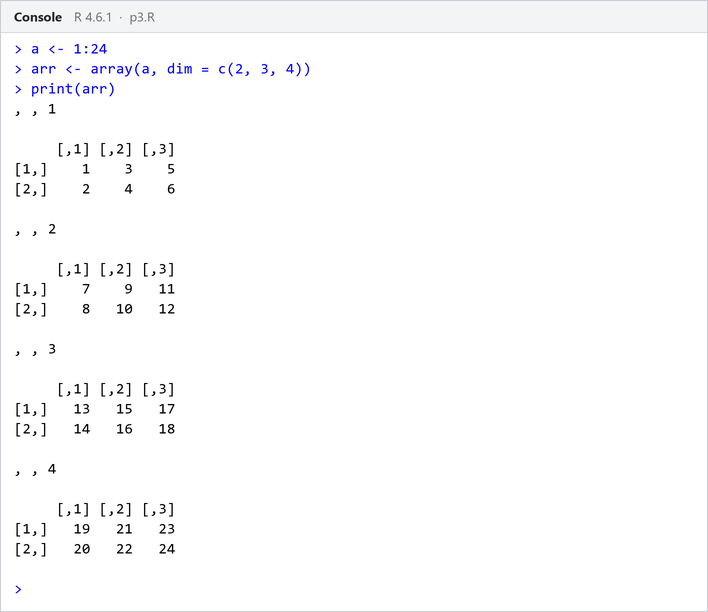 Console R 4.6.1 · p3.R
> a <- 1:24
> arr <- array(a, dim = c(2, 3, 4))
> print(arr)
, , 1
     [,1] [,2] [,3]
[1,]    1    3    5
[2,]    2    4    6
, , 2
     [,1] [,2] [,3]
[1,]    7    9   11
[2,]    8   10   12
, , 3
     [,1] [,2] [,3]
[1,]   13   15   17
[2,]   14   16   18
, , 4
     [,1] [,2] [,3]
[1,]   19   21   23
[2,]   20   22   24
>